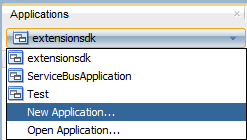 Applications
extensionsdk
extensionsdk
ServiceBusApplication
Test
New Application...
Open Application...